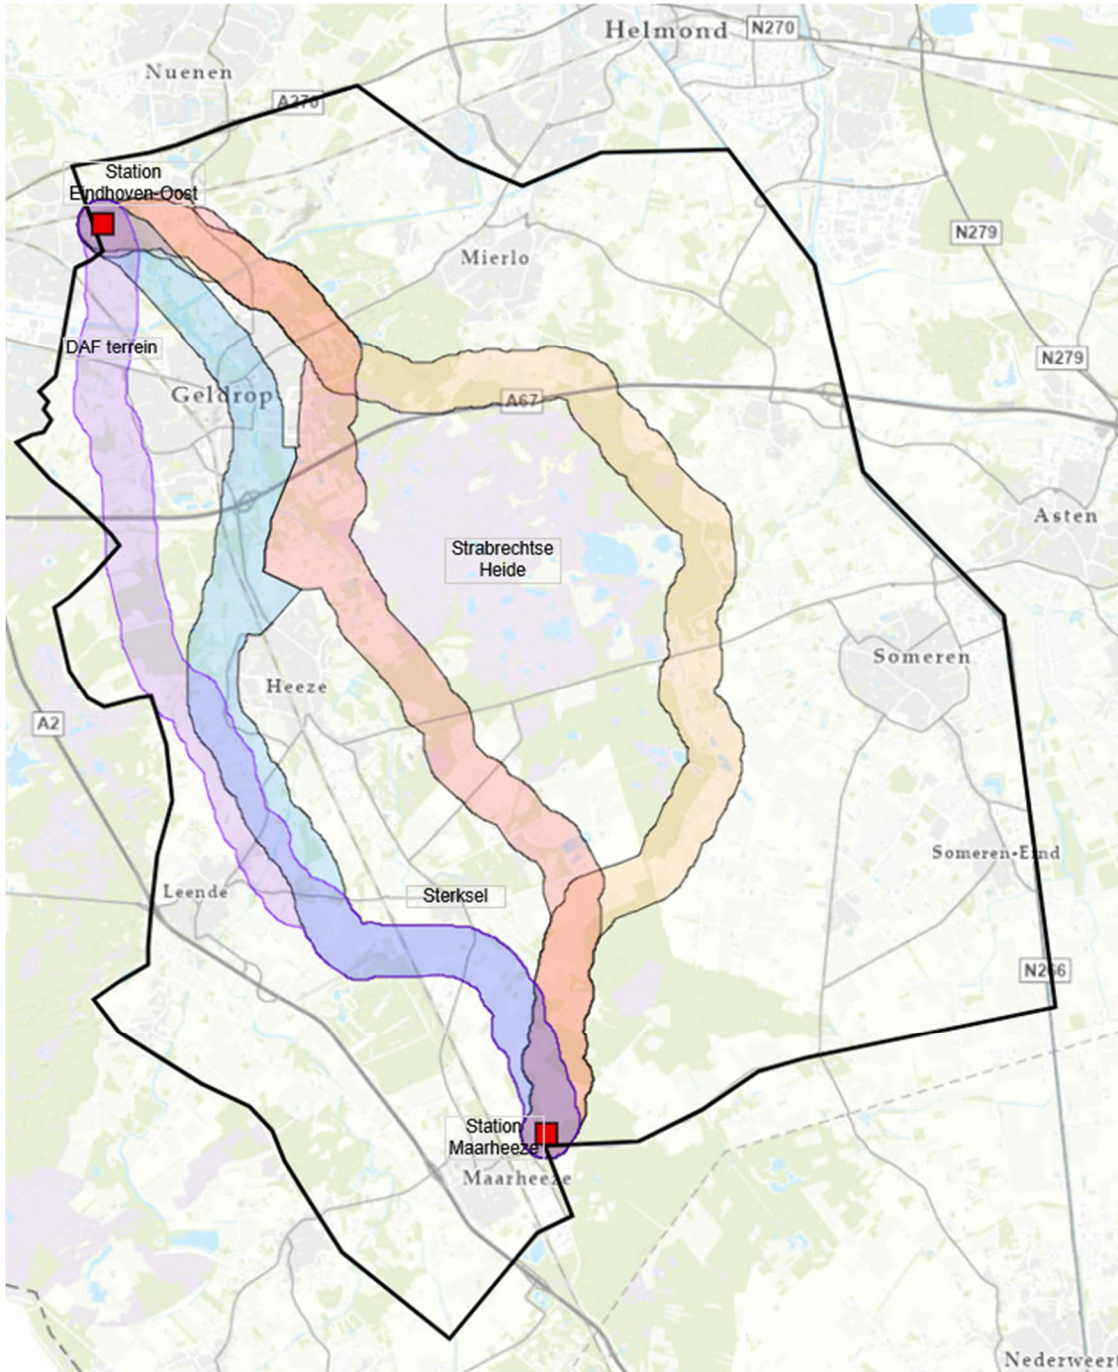 Helmond
N270
Nuenen
A270
Station
Eindhoven-Oost
N279
Mierlo
DAF terrein
N279
Geldrop
A67
Asten
Strabrechtse
Heide
Someren
Heeze
A2
Someren-Eind
Leende
Sterksel
N266
Station
Maarheeze
Maarheeze
Nederweert